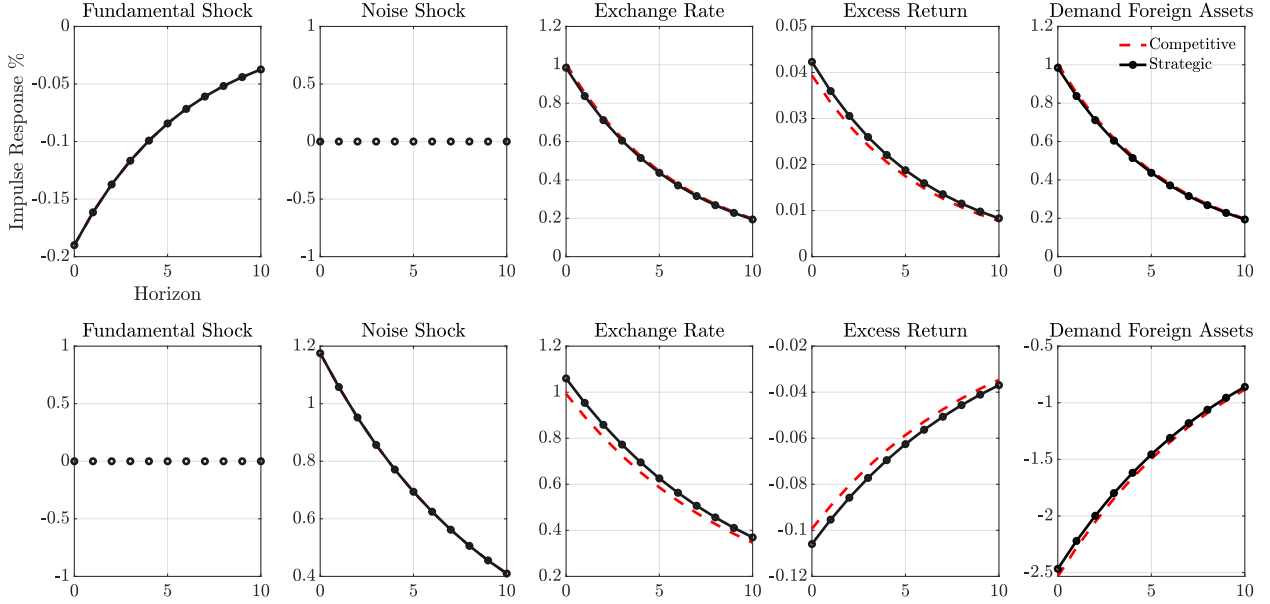 Fundamental Shock
Noise Shock
Exchange Rate
Excess Return
Demand Foreign Assets
Impulse Response %
0
-0.05
-0.1
-0.15
-0.2
0 5 10
Horizon
1
0.5
0
-0.5
-1
0 5 10
1.2
1
0.8
0.6
0.4
0.2
0
0 5 10
0.05
0.04
0.03
0.02
0.01
0
0 5 10
1.2
1
0.8
0.6
0.4
0.2
0
0 5 10
Competitive
Strategic
Fundamental Shock
Noise Shock
Exchange Rate
Excess Return
Demand Foreign Assets
1
0.5
0
-0.5
-1
0 5 10
1.2
1
0.8
0.6
0.4
0 5 10
1.2
1
0.8
0.6
0.4
0.2
0 5 10
-0.02
-0.04
-0.06
-0.08
-0.1
-0.12
0 5 10
-0.5
-1
-1.5
-2
-2.5
0 5 10